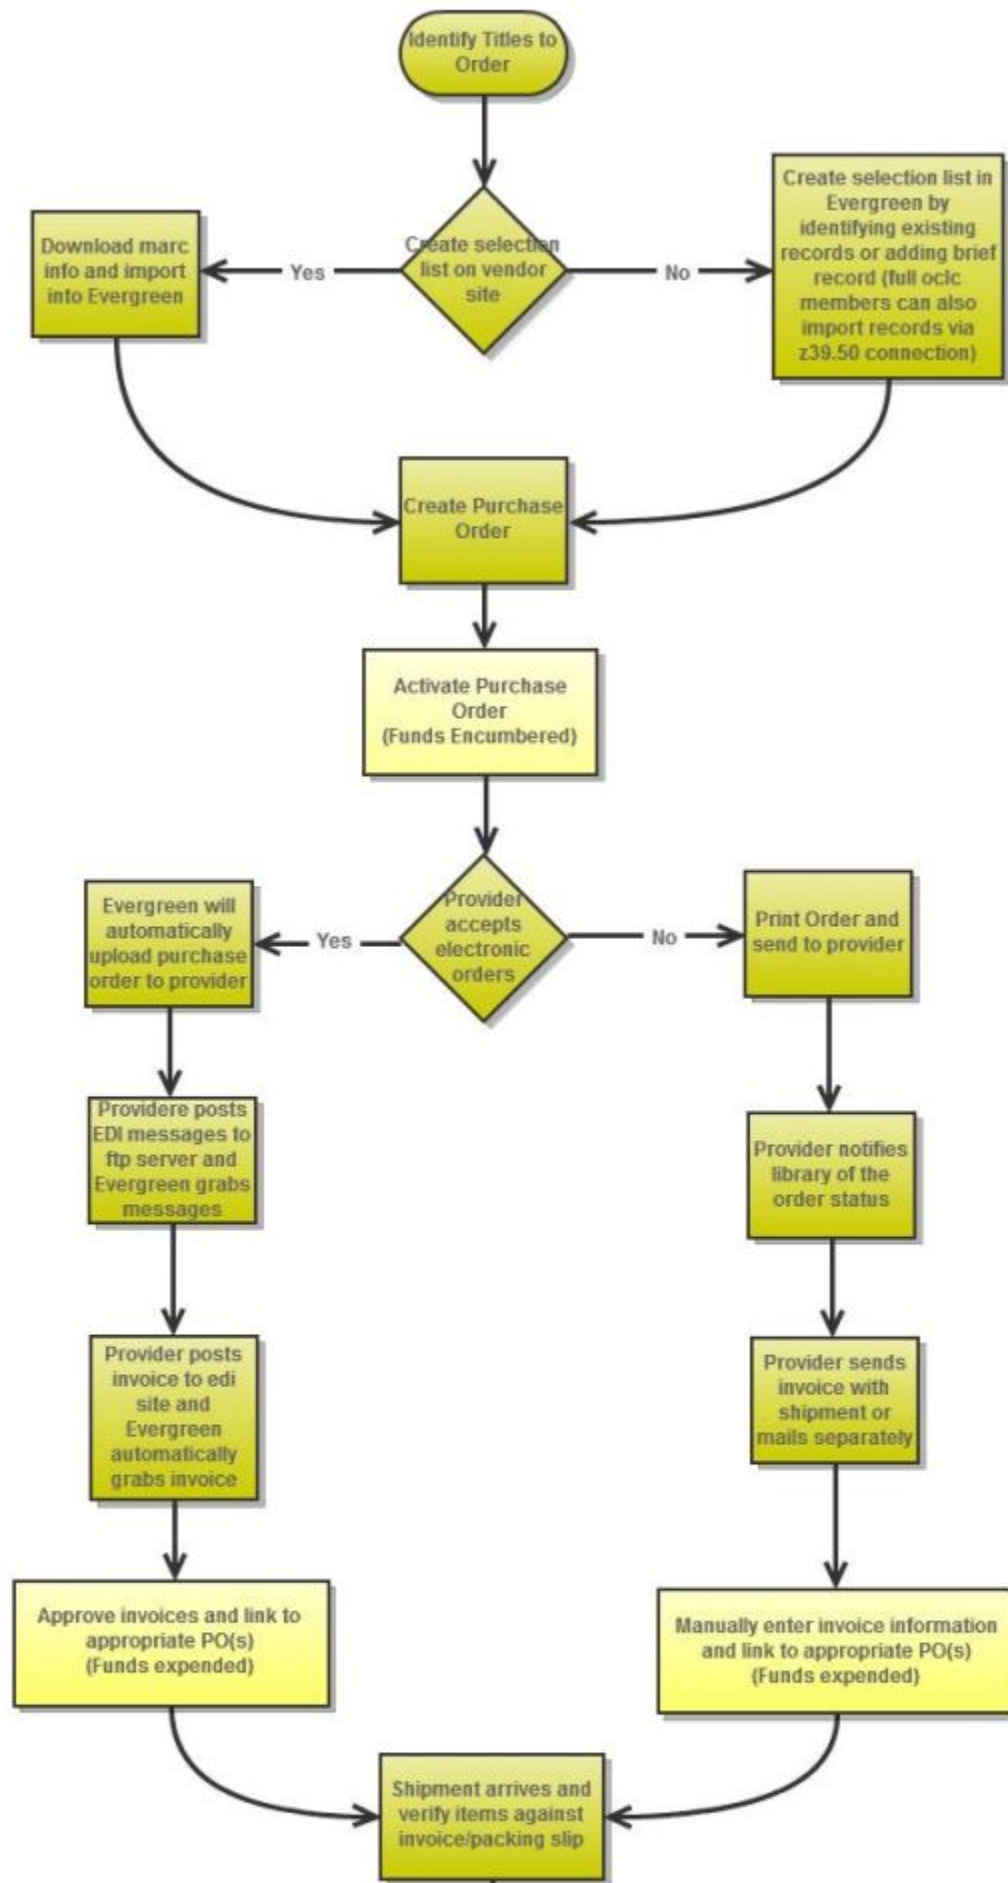 Identify Titles to
Order
Create selection
list on vendor
site
Yes
No
Download marc
info and import
into Evergreen
Create selection list in
Evergreen by
identifying existing
records or adding brief
record (full oclc
members can also
import records via
z39.50 connection)
Create Purchase
Order
Activate Purchase
Order
(Funds Encumbered)
Provider
accepts
electronic
orders
Yes
No
Evergreen will
automatically
upload purchase
order to provider
Print Order and
send to provider
Providere posts
EDI messages to
ftp server and
Evergreen grabs
messages
Provider notifies
library of the
order status
Provider posts
invoice to edi
site and
Evergreen
automatically
grabs invoice
Provider sends
invoice with
shipment or
mails separately
Approve invoices and link to
appropriate PO(s)
(Funds expended)
Manually enter invoice information
and link to appropriate PO(s)
(Funds expended)
Shipment arrives and
verify items against
invoice/packing slip